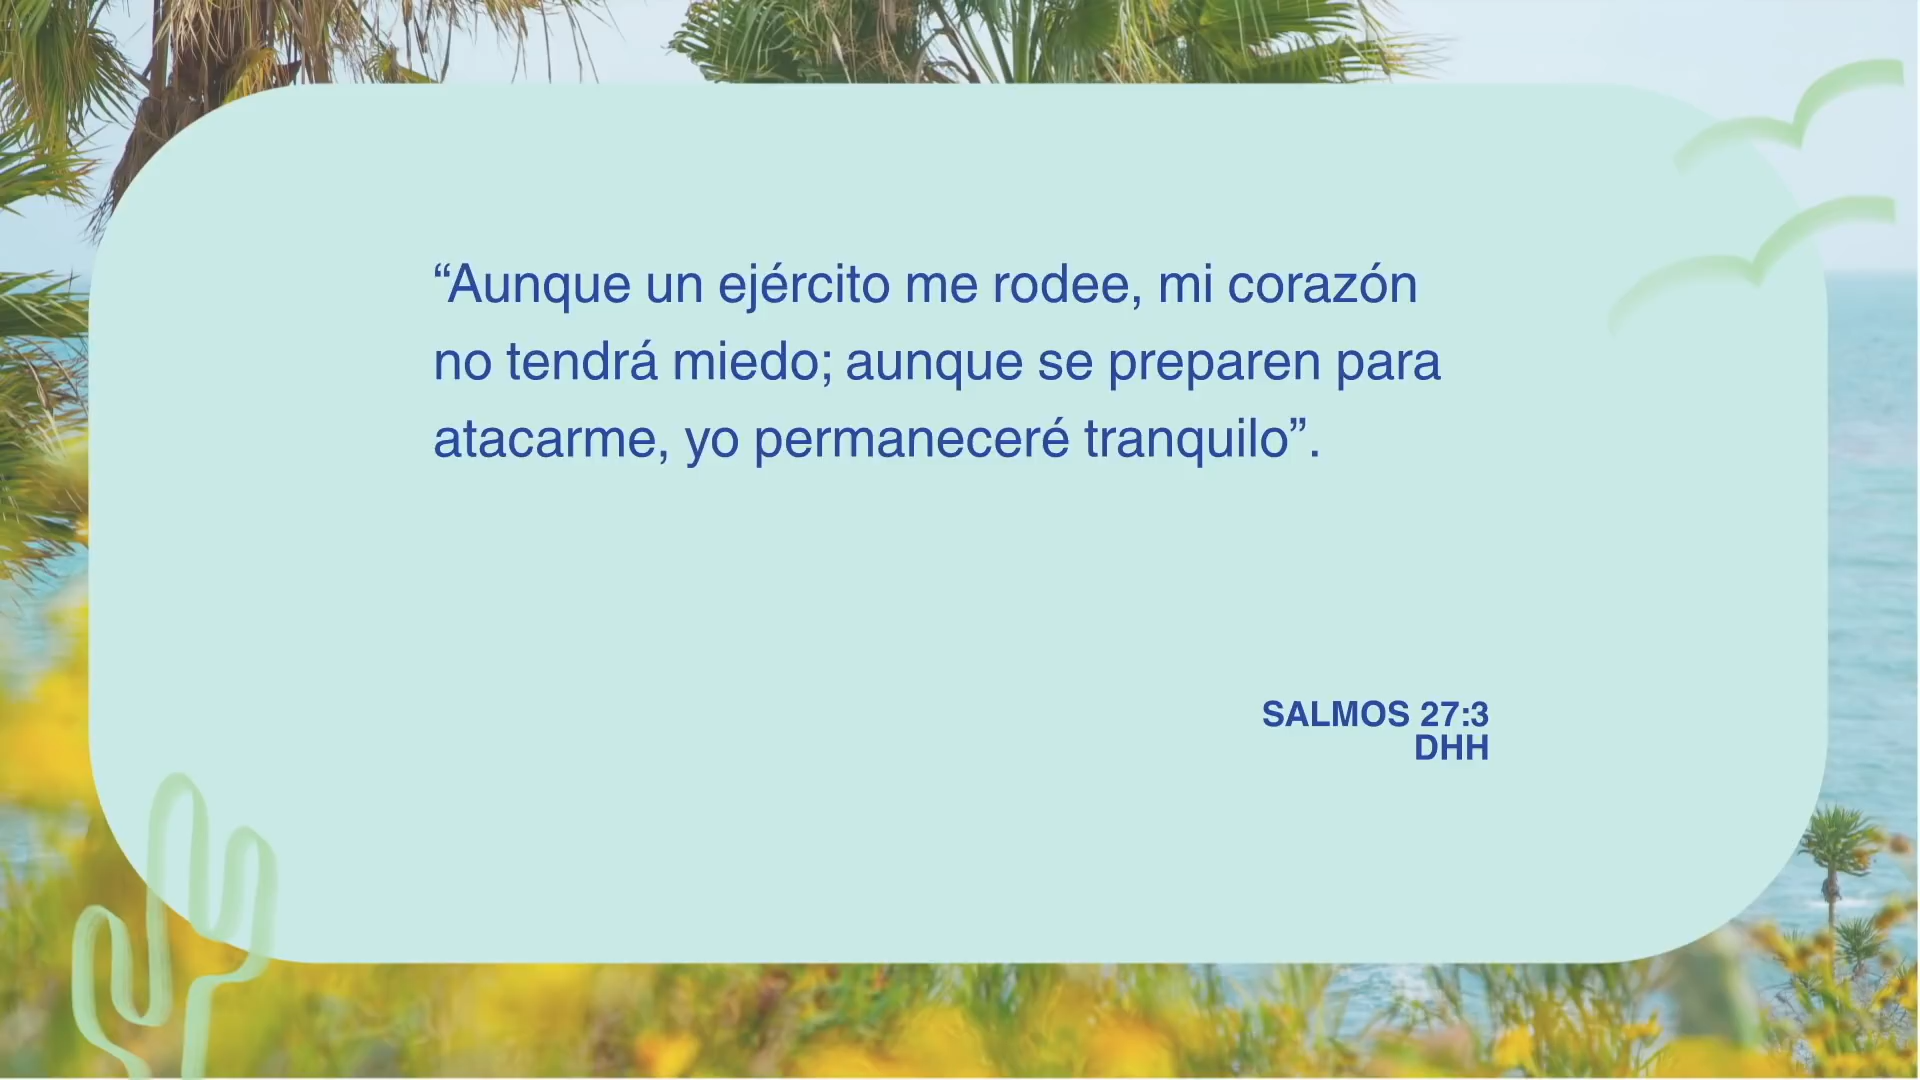 “Aunque un ejército me rodee, mi corazón
no tendrá miedo; aunque se preparen para
atacarme, yo permaneceré tranquilo”.
SALMOS 27:3
DHH